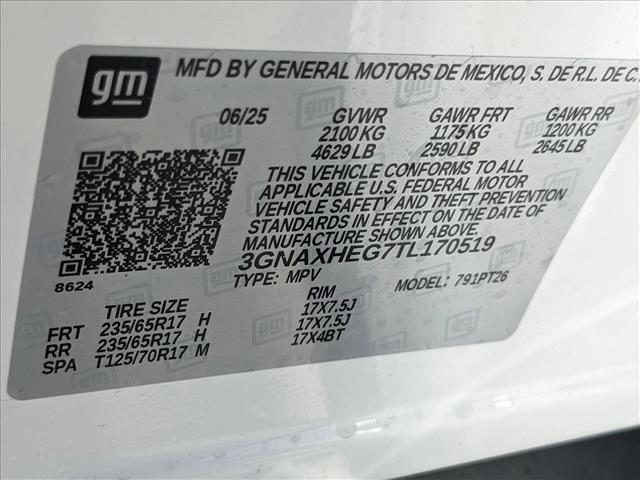 gm
MFD BY GENERAL MOTORS DE MEXICO, S. DE R.L. DE C.
06/25 GVWR GAWR FRT GAWR RR
2100 KG 1175 KG 1200 KG
4629 LB 2590 LB 2645 LB
THIS VEHICLE CONFORMS TO ALL
APPLICABLE U.S. FEDERAL MOTOR
VEHICLE SAFETY AND THEFT PREVENTION
STANDARDS IN EFFECT ON THE DATE OF
MANUFACTURE SHOWN ABOVE.
3GNAXHEG7TL170519
TYPE: MPV MODEL: 791PT26
8624
TIRE SIZE RIM
FRT 235/65R17 H 17X7.5J
RR 235/65R17 H 17X7.5J
SPA T125/70R17 M 17X4BT